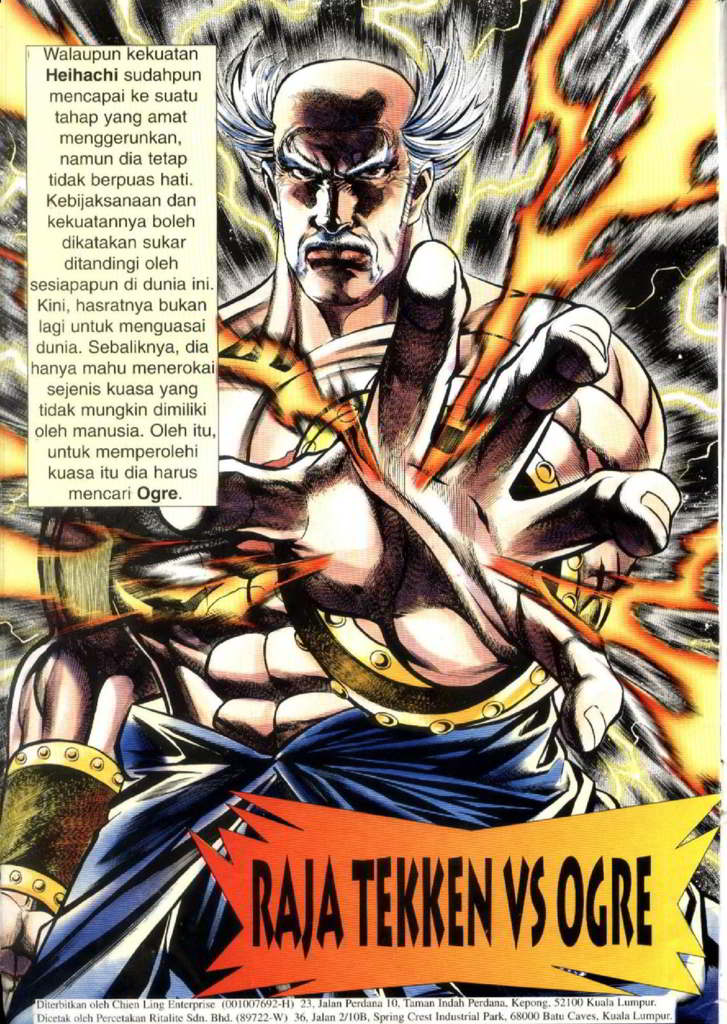 Walaupun kekuatan
Heihachi sudahpun
mencapai ke suatu
tahap yang amat
menggerunkan,
namun dia tetap
tidak berpuas hati.
Kebijaksanaan dan
kekuatannya boleh
dikatakan sukar
ditandingi oleh
sesiapapun di dunia ini.
Kini, hasratnya bukan
lagi untuk menguasai
dunia. Sebaliknya, dia
hanya mahu menerokai
sejenis kuasa yang
tidak mungkin dimiliki
oleh manusia. Oleh itu,
untuk memperolehi
kuasa itu dia harus
mencari Ogre.
RAJA TEKKEN VS OGRE
Diterbitkan oleh Chien Ling Enterprise (001007692-H) 23, Jalan Perdana 10, Taman Indah Perdana, Kepong, 52100 Kuala Lumpur.
Dicetak oleh Percetakan Ritalite Sdn. Bhd. (89722-W) 36, Jalan 2/10B, Spring Crest Industrial Park, 68000 Batu Caves, Kuala Lumpur.